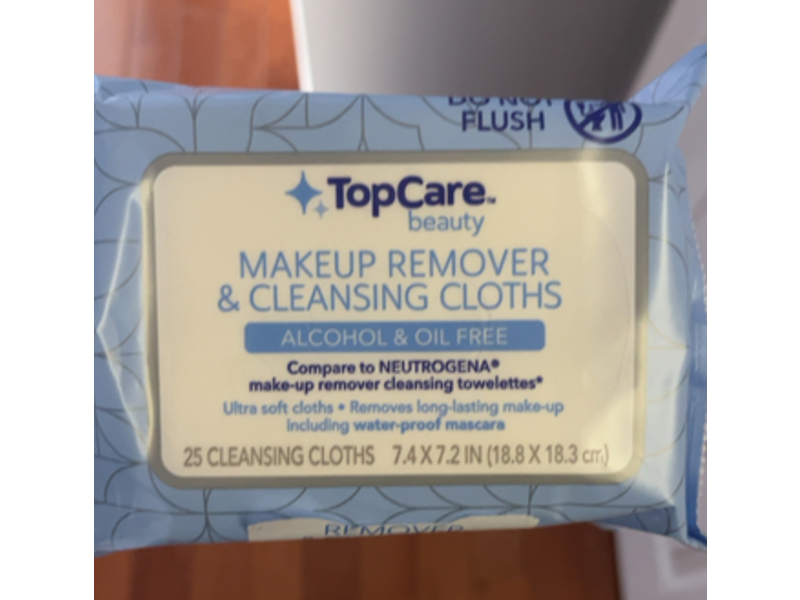 DO NOT
FLUSH
TopCare™
beauty
MAKEUP REMOVER
& CLEANSING CLOTHS
ALCOHOL & OIL FREE
Compare to NEUTROGENA®
make-up remover cleansing towelettes*
Ultra soft cloths • Removes long-lasting make-up
including water-proof mascara
25 CLEANSING CLOTHS 7.4 X 7.2 IN (18.8 X 18.3 cm)
REMOVER